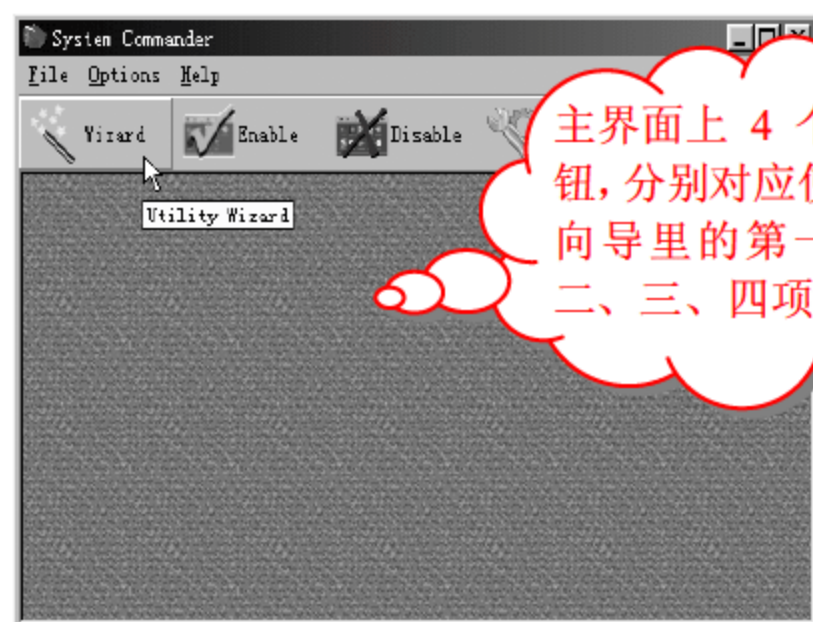 System Commander
File Options Help
Wizard Enable Disable
Utility Wizard
主界面上 4
钮，分别对应
向导里的第一
二、三、四项